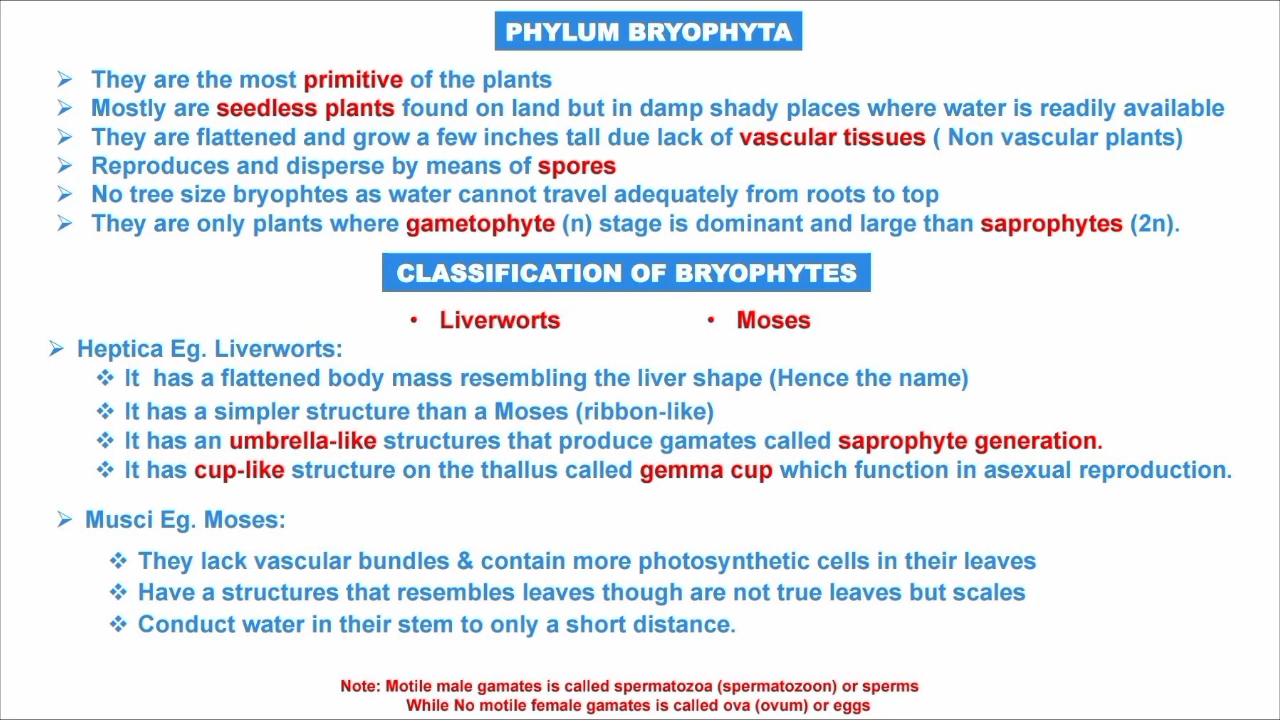 PHYLUM BRYOPHYTA
➢ They are the most primitive of the plants
➢ Mostly are seedless plants found on land but in damp shady places where water is readily available
➢ They are flattened and grow a few inches tall due lack of vascular tissues ( Non vascular plants)
➢ Reproduces and disperse by means of spores
➢ No tree size bryophtes as water cannot travel adequately from roots to top
➢ They are only plants where gametophyte (n) stage is dominant and large than saprophytes (2n).
CLASSIFICATION OF BRYOPHYTES
• Liverworts • Moses
➢ Heptica Eg. Liverworts:
❖ It has a flattened body mass resembling the liver shape (Hence the name)
❖ It has a simpler structure than a Moses (ribbon-like)
❖ It has an umbrella-like structures that produce gamates called saprophyte generation.
❖ It has cup-like structure on the thallus called gemma cup which function in asexual reproduction.
➢ Musci Eg. Moses:
❖ They lack vascular bundles & contain more photosynthetic cells in their leaves
❖ Have a structures that resembles leaves though are not true leaves but scales
❖ Conduct water in their stem to only a short distance.
Note: Motile male gamates is called spermatozoa (spermatozoon) or sperms
While No motile female gamates is called ova (ovum) or eggs